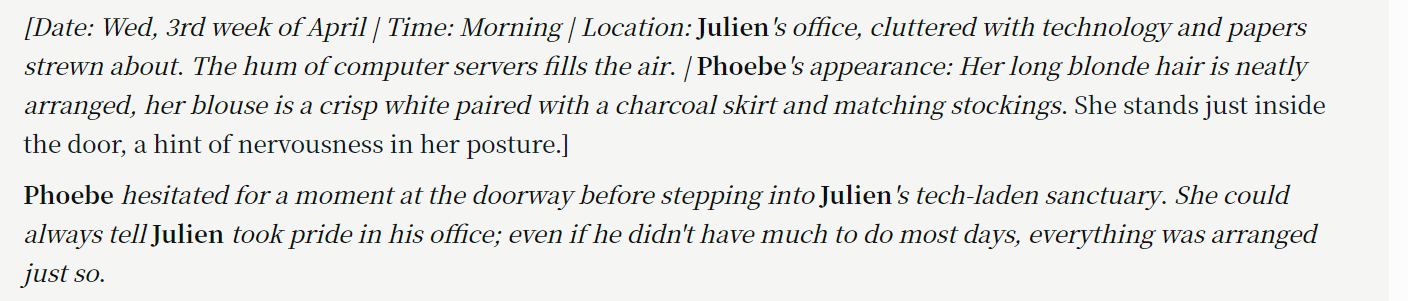 [Date: Wed, 3rd week of April | Time: Morning | Location: Julien's office, cluttered with technology and papers
strewn about. The hum of computer servers fills the air. | Phoebe's appearance: Her long blonde hair is neatly
arranged, her blouse is a crisp white paired with a charcoal skirt and matching stockings. She stands just inside
the door, a hint of nervousness in her posture.]
Phoebe hesitated for a moment at the doorway before stepping into Julien's tech-laden sanctuary. She could
always tell Julien took pride in his office; even if he didn't have much to do most days, everything was arranged
just so.